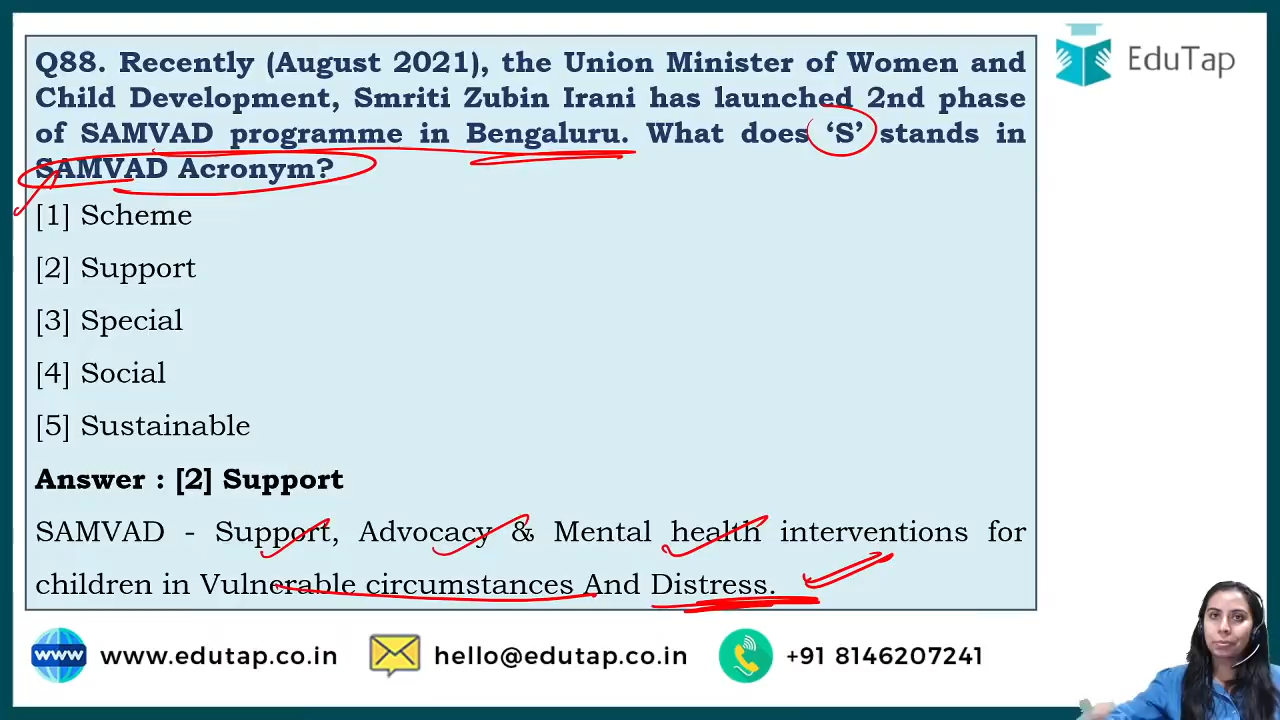 Q88. Recently (August 2021), the Union Minister of Women and
Child Development, Smriti Zubin Irani has launched 2nd phase
of SAMVAD programme in Bengaluru. What does ‘S’ stands in
SAMVAD Acronym?
[1] Scheme
[2] Support
[3] Special
[4] Social
[5] Sustainable
Answer : [2] Support
SAMVAD - Support, Advocacy & Mental health interventions for
children in Vulnerable circumstances And Distress.
EduTap
www www.edutap.co.in hello@edutap.co.in +91 8146207241